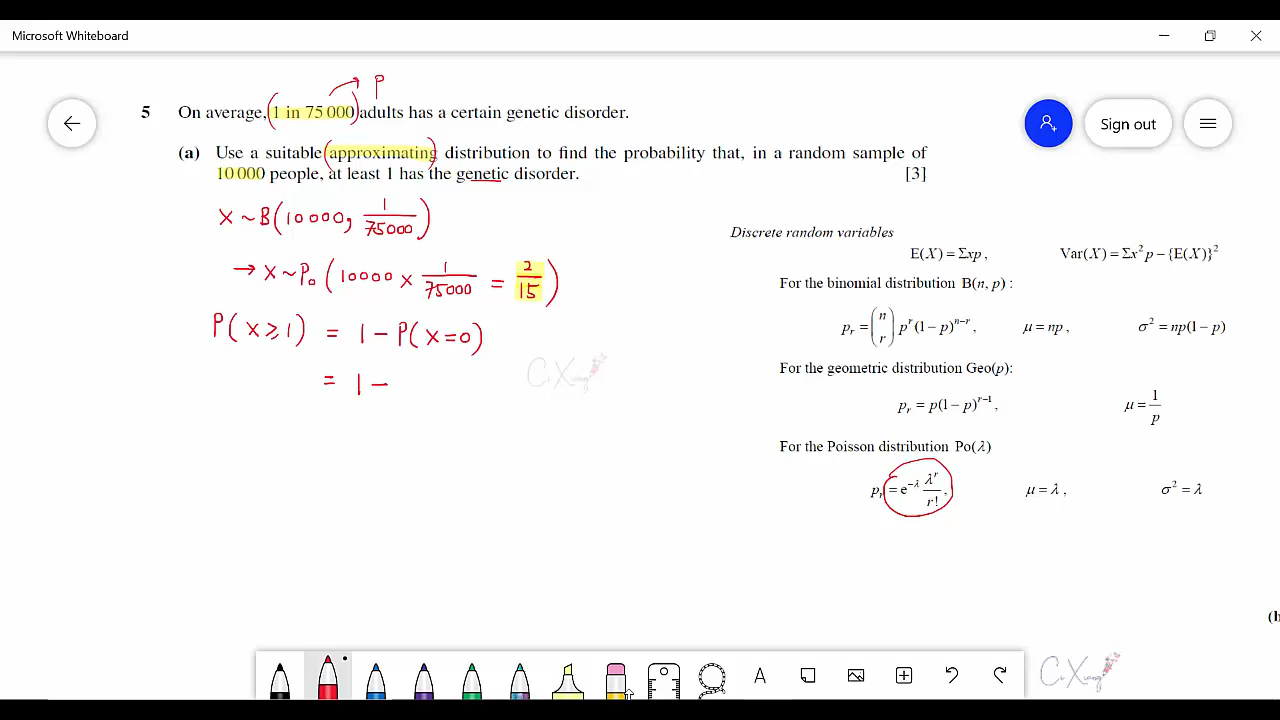 Microsoft Whiteboard
P
5 On average, (1 in 75 000) adults has a certain genetic disorder.
Sign out
(a) Use a suitable (approximating) distribution to find the probability that, in a random sample of
10 000 people, at least 1 has the genetic disorder. [3]
X ~ B(10000, 1/75000)
Discrete random variables
E(X) = Σxp, Var(X) = Σx²p − {E(X)}²
→ X ~ Po(10000 × 1/75000 = 2/15)
For the binomial distribution B(n, p) :
p_r = (n r) p^r (1 − p)^(n−r), μ = np, σ² = np(1 − p)
P(X ≥ 1) = 1 − P(X = 0)
= 1 −
For the geometric distribution Geo(p):
p_r = p(1 − p)^(r−1), μ = 1/p
For the Poisson distribution Po(λ)
p_r = e^(−λ) λ^r/r!, μ = λ, σ² = λ
A